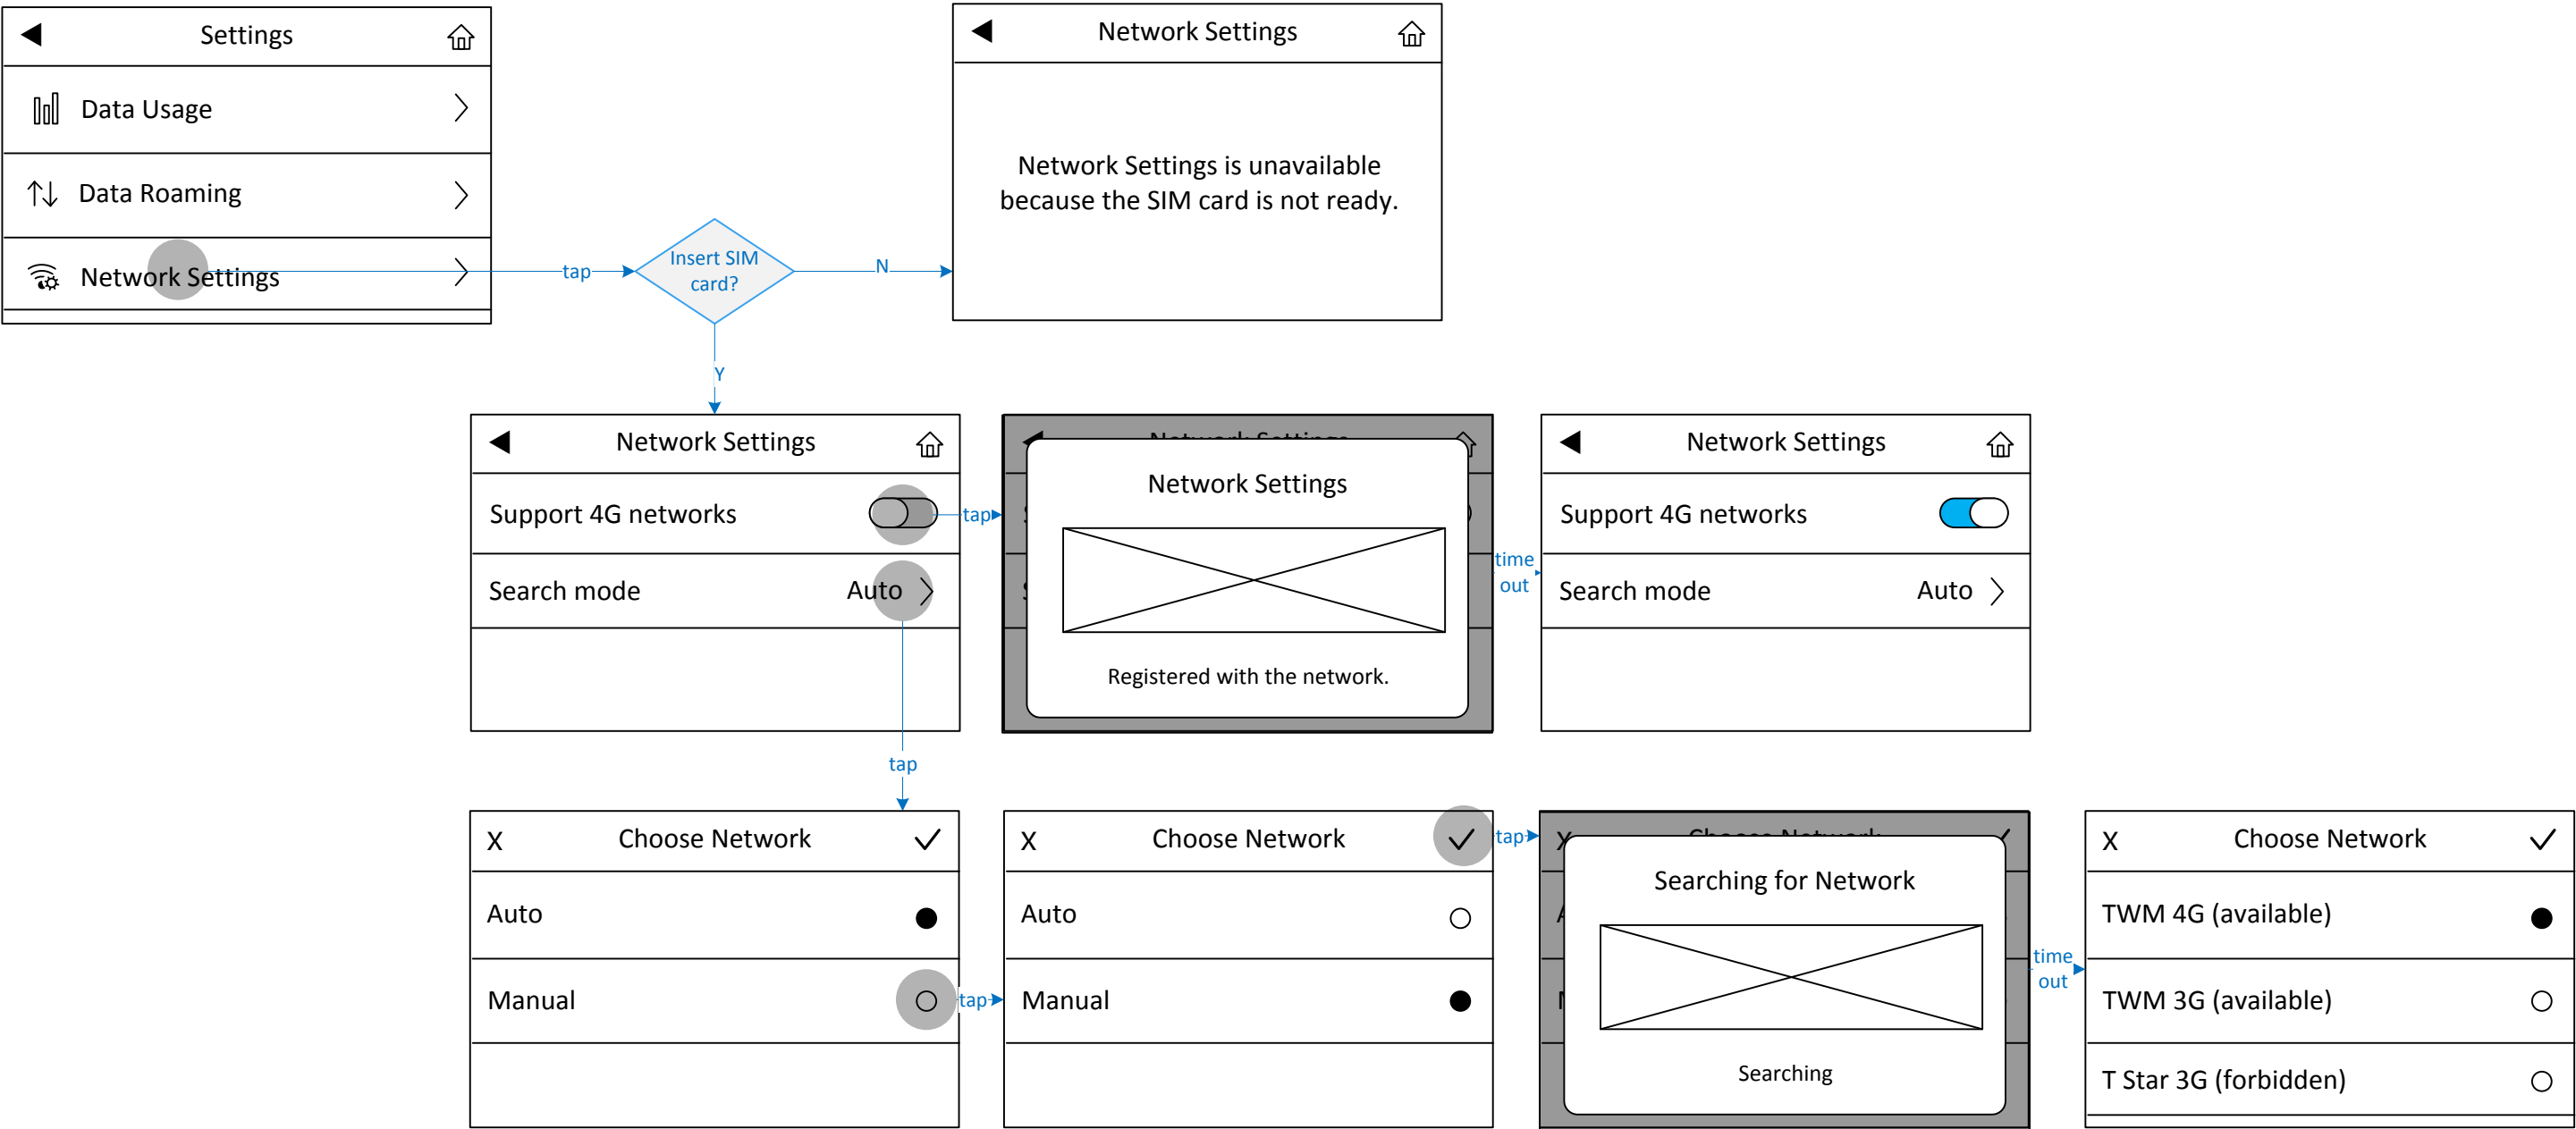 Settings
Data Usage
Data Roaming
Network Settings
tap
Insert SIM
card?
N
Network Settings
Network Settings is unavailable
because the SIM card is not ready.
Y
Network Settings
Support 4G networks
Search mode Auto
tap
Network Settings
Registered with the network.
time
out
Network Settings
Support 4G networks
Search mode Auto
tap
X Choose Network
Auto
Manual
tap
X Choose Network
Auto
Manual
tap
Searching for Network
Searching
time
out
X Choose Network
TWM 4G (available)
TWM 3G (available)
T Star 3G (forbidden)